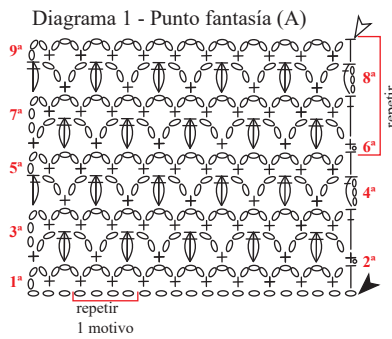 Diagrama 1 - Punto fantasía (A)
9ª
8ª
7ª
repetir
6ª
5ª
4ª
3ª
2ª
1ª
repetir
1 motivo